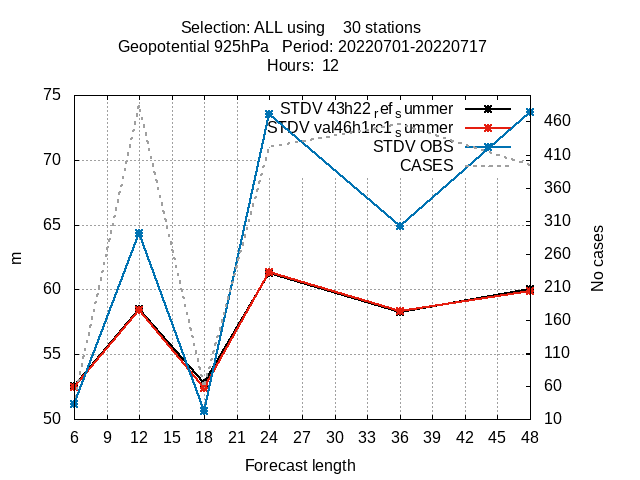 Selection: ALL using    30 stations
Geopotential 925hPa   Period: 20220701-20220717
Hours:  12
STDV 43h22_ref_summer
STDV val46h1rcr1_summer
STDV OBS
CASES
75
70
65
60
55
50
m
460
410
360
310
260
210
160
110
60
10
No cases
6 9 12 15 18 21 24 27 30 33 36 39 42 45 48
Forecast length